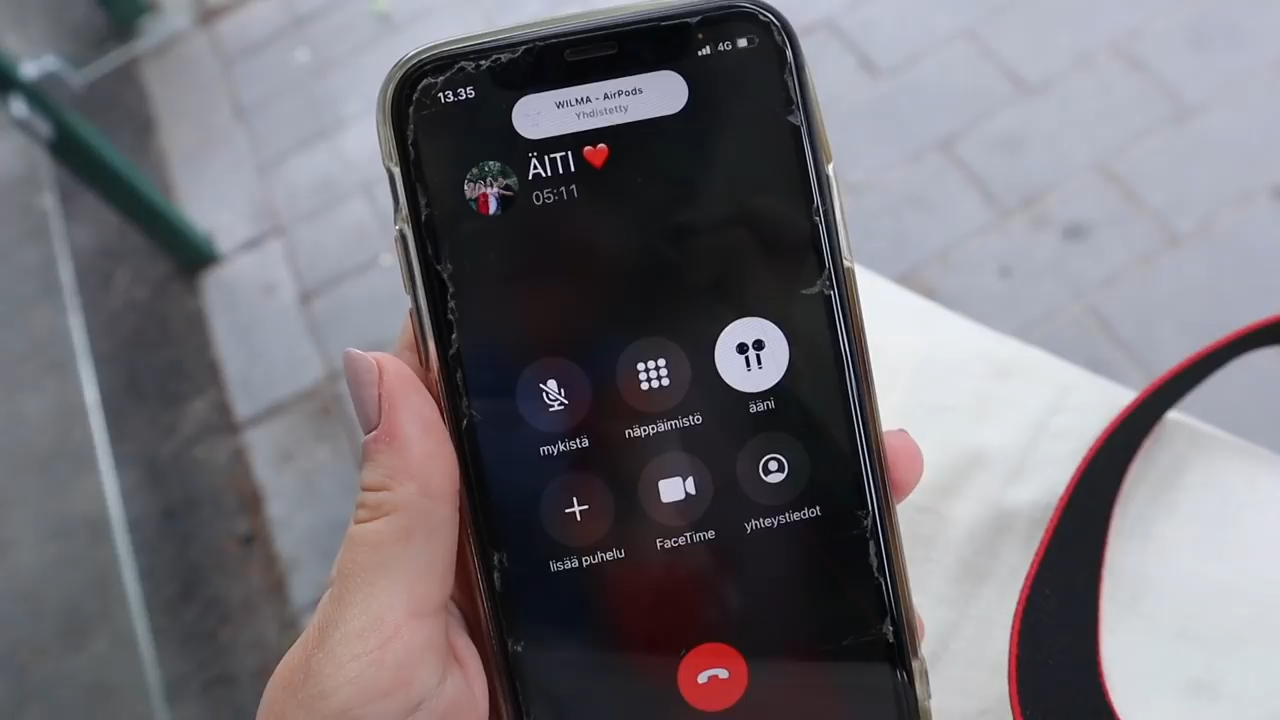 13.35
4G
WILMA – AirPods
Yhdistetty
ÄITI ❤️
05:11
mykistä
näppäimistö
ääni
lisää puhelu
FaceTime
yhteystiedot